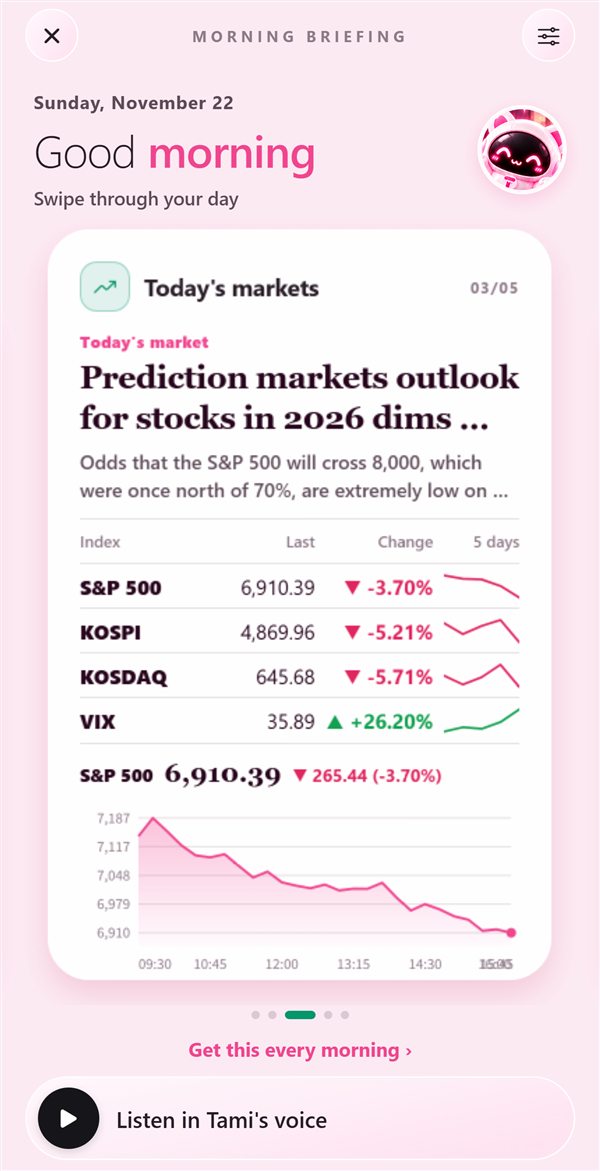 MORNING BRIEFING
Sunday, November 22
Good morning
Swipe through your day
Today's markets
03/05
Today's market
Prediction markets outlook
for stocks in 2026 dims ...
Odds that the S&P 500 will cross 8,000, which
were once north of 70%, are extremely low on ...
Index Last Change 5 days
S&P 500 6,910.39 ▼ -3.70%
KOSPI 4,869.96 ▼ -5.21%
KOSDAQ 645.68 ▼ -5.71%
VIX 35.89 ▲ +26.20%
S&P 500 6,910.39 ▼ 265.44 (-3.70%)
7,187
7,117
7,048
6,979
6,910
09:30 10:45 12:00 13:15 14:30
Get this every morning ›
Listen in Tami's voice